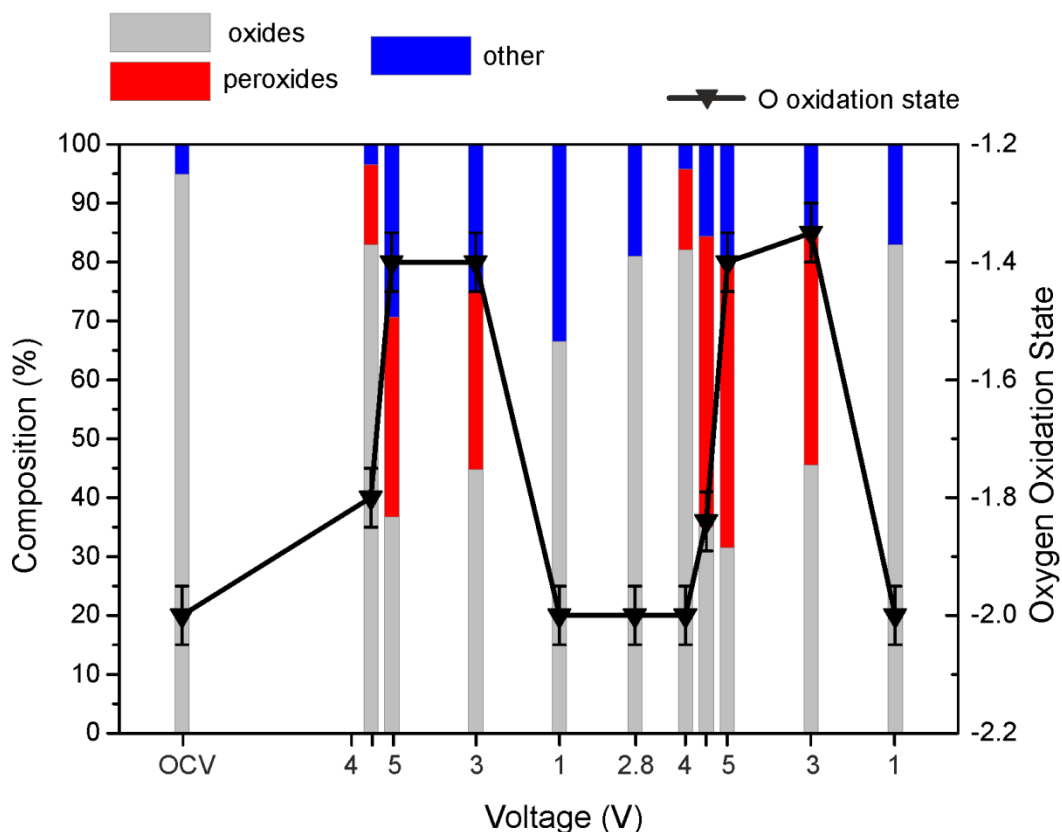 oxides
peroxides
other
O oxidation state
100
90
80
70
60
50
40
30
20
10
0
Composition (%)
-1.2
-1.4
-1.6
-1.8
-2.0
-2.2
Oxygen Oxidation State
OCV 4 5 3 1 2.8 4 5 3 1
Voltage (V)